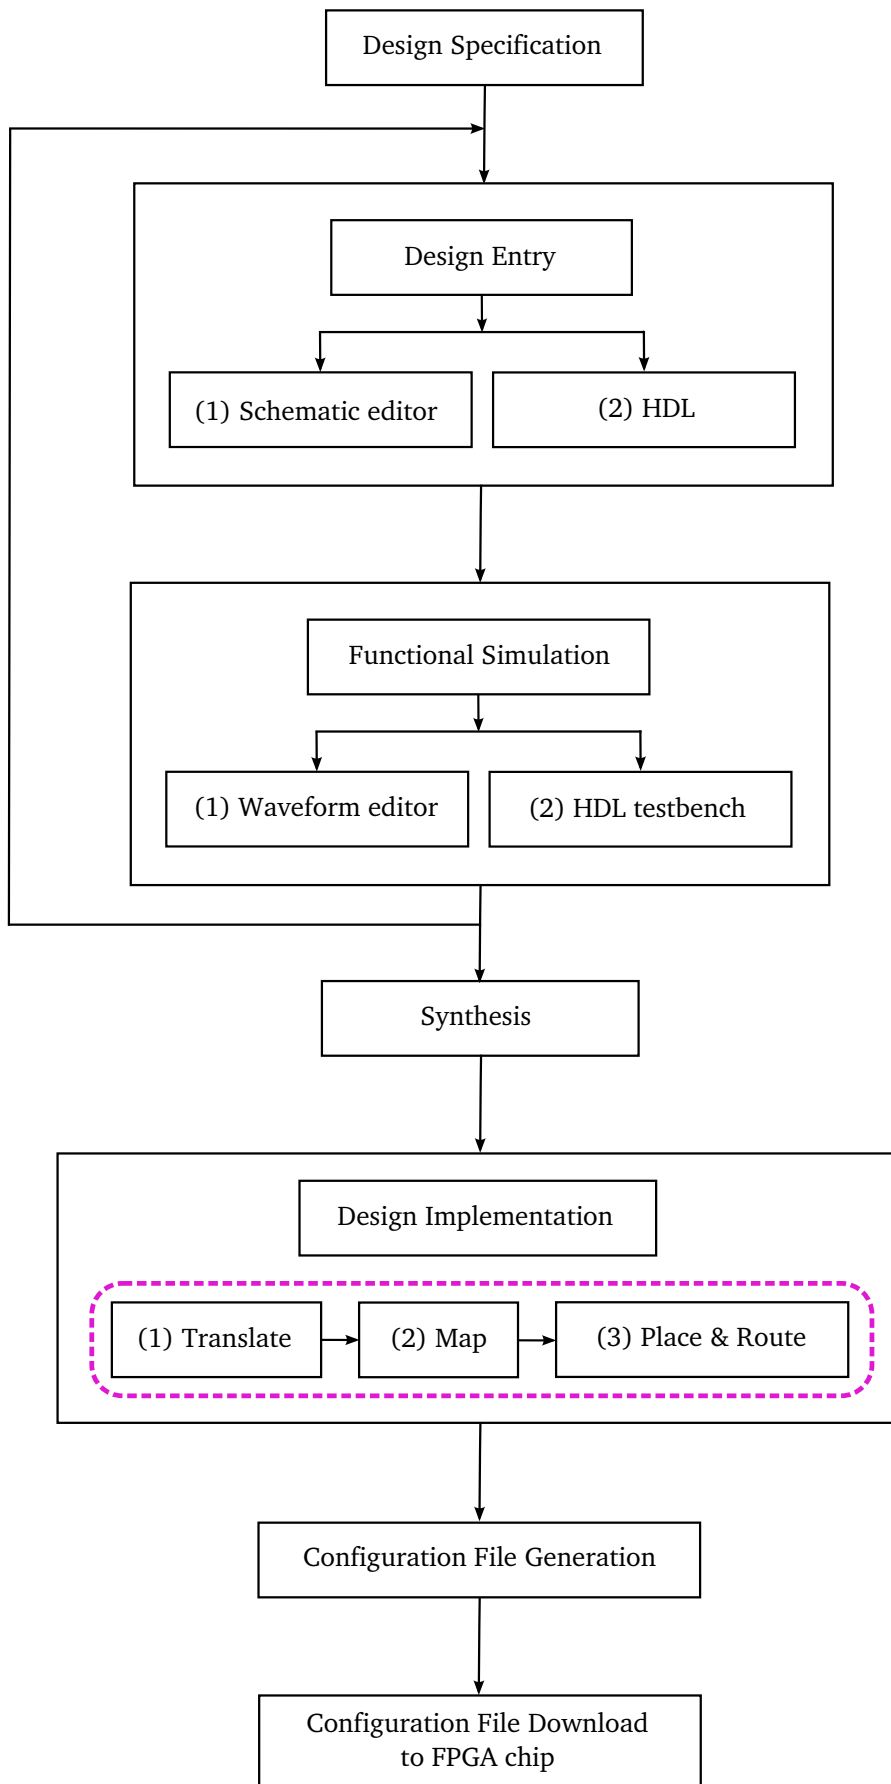 Design Specification
Design Entry
(1) Schematic editor
(2) HDL
Functional Simulation
(1) Waveform editor
(2) HDL testbench
Synthesis
Design Implementation
(1) Translate
(2) Map
(3) Place & Route
Configuration File Generation
Configuration File Download
to FPGA chip